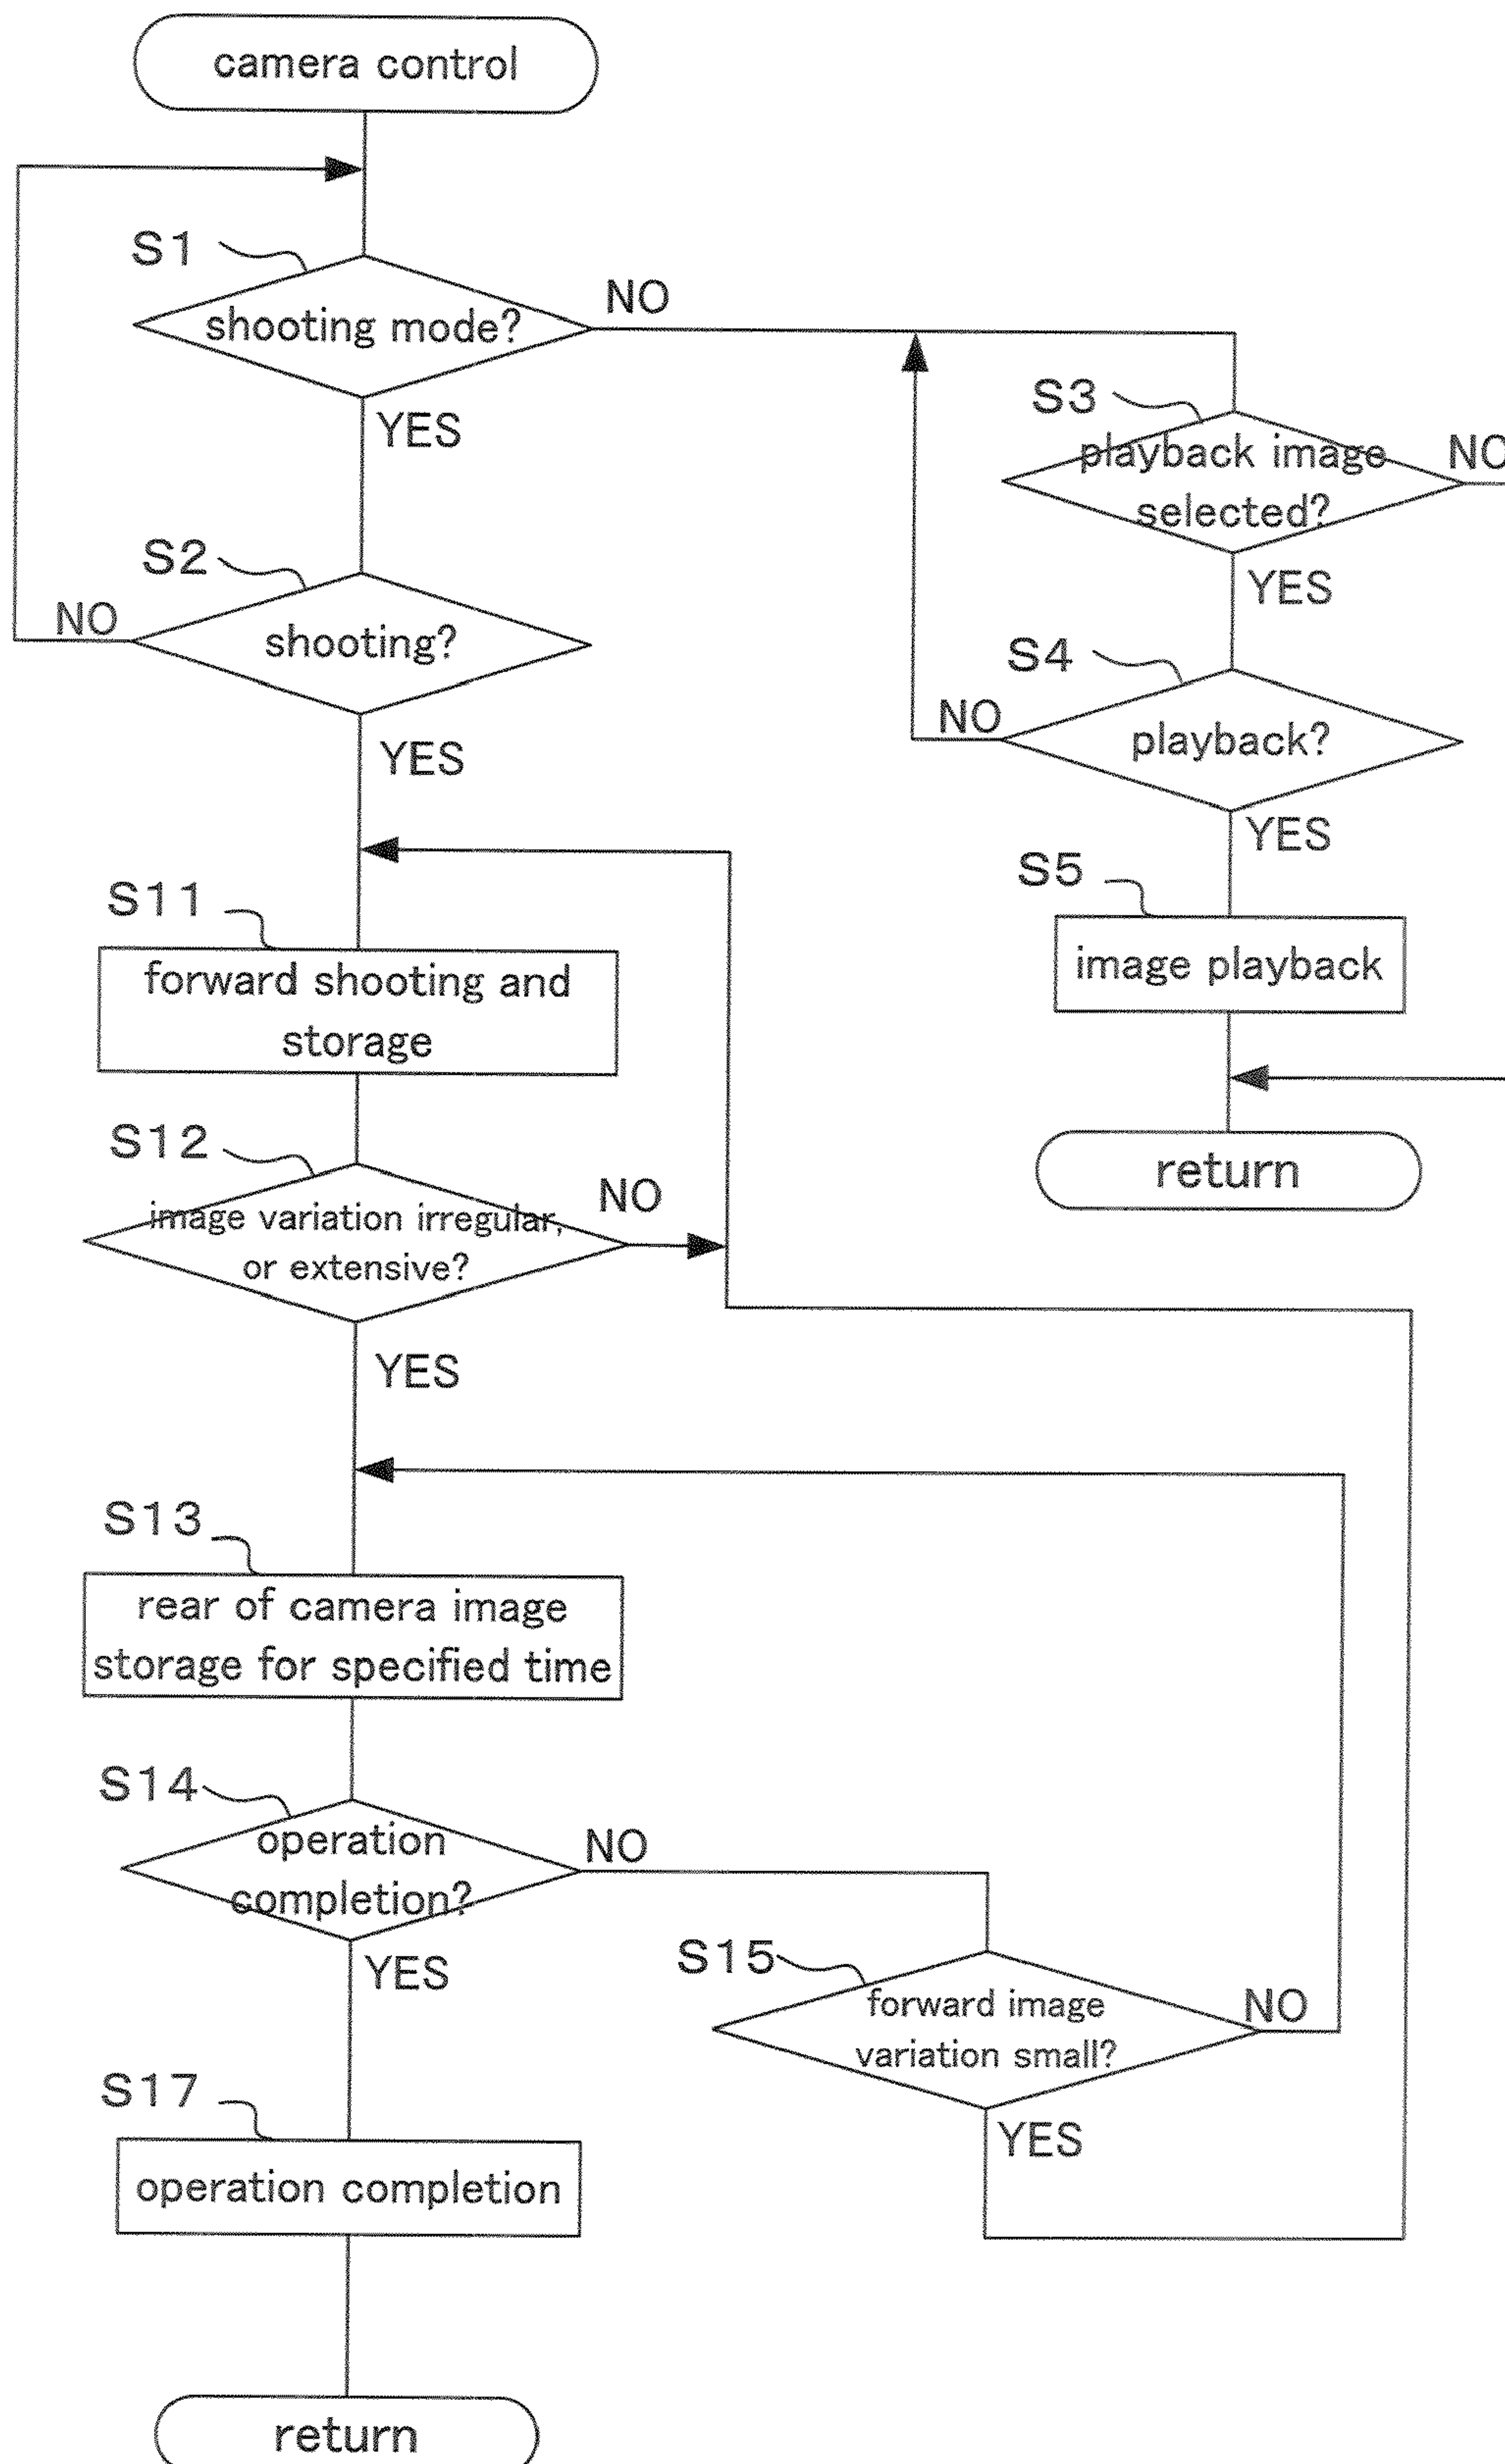 camera control
S1
shooting mode?
NO
YES
S2
shooting?
NO
YES
S3
playback image
selected?
NO
YES
S4
playback?
NO
YES
S5
image playback
return
S11
forward shooting and
storage
S12
image variation irregular,
or extensive?
NO
YES
S13
rear of camera image
storage for specified time
S14
operation
completion?
NO
YES
S15
forward image
variation small?
NO
YES
S17
operation completion
return